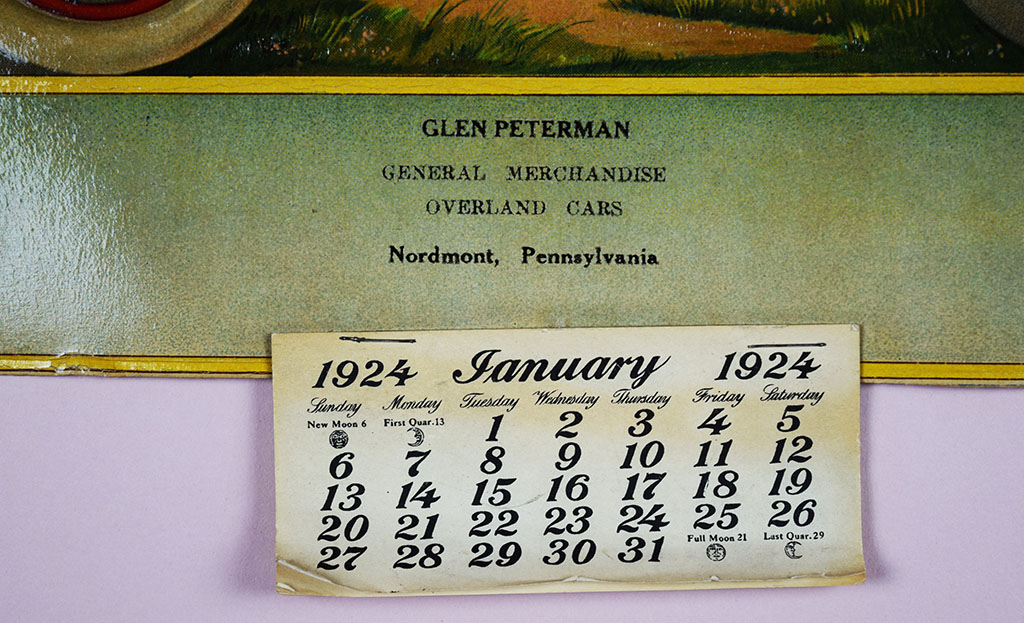 GLEN PETERMAN
GENERAL MERCHANDISE
OVERLAND CARS
Nordmont, Pennsylvania
1924 January 1924
Sunday Monday Tuesday Wednesday Thursday Friday Saturday
New Moon 6 First Quar. 13 1 2 3 4 5
6 7 8 9 10 11 12
13 14 15 16 17 18 19
20 21 22 23 24 25 26
27 28 29 30 31 Full Moon 21 Last Quar. 29